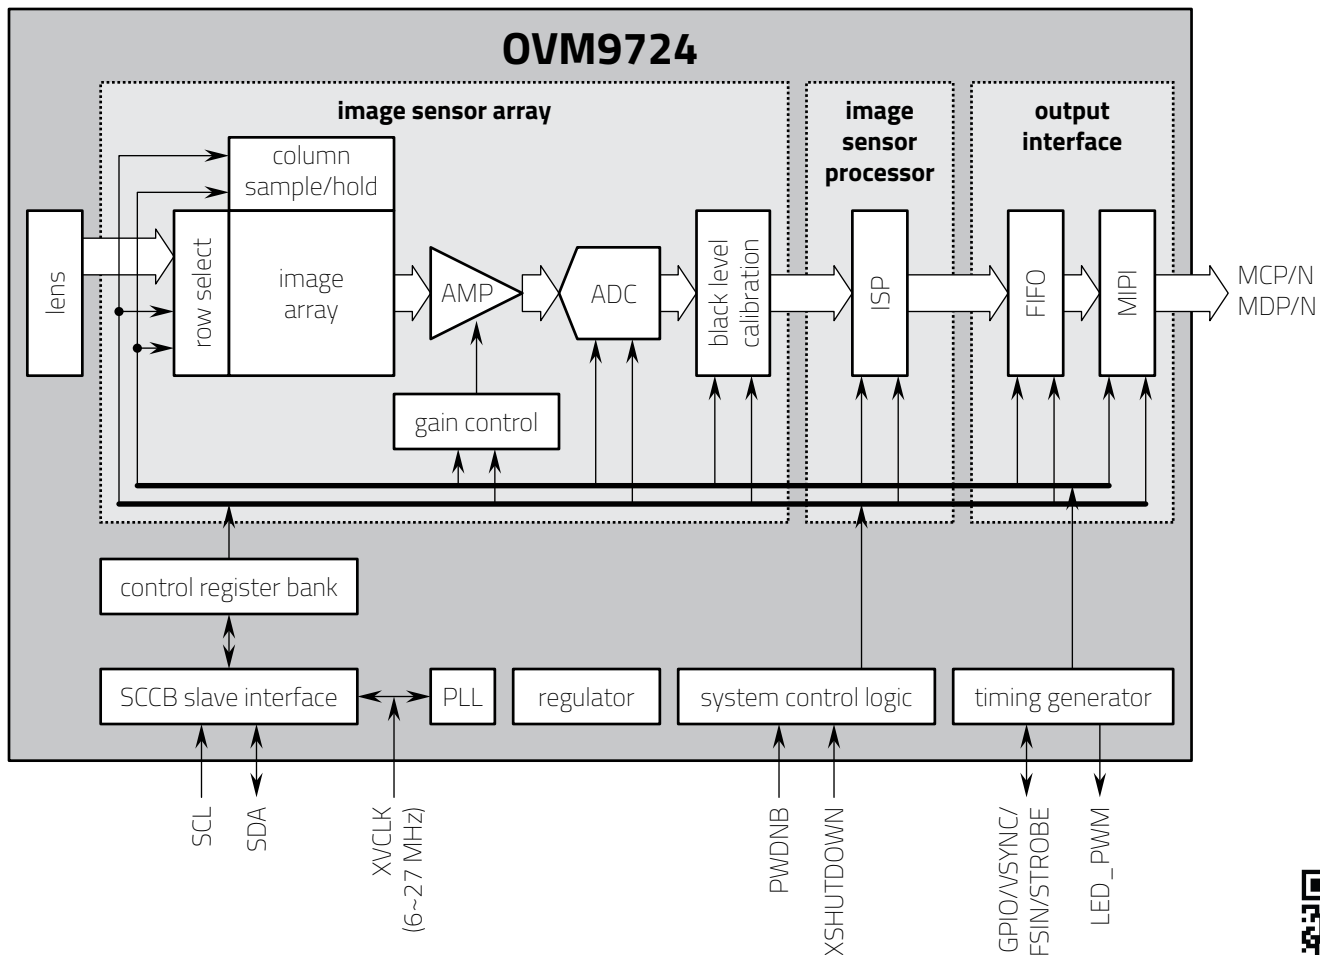 OVM9724
image sensor array
image
sensor
processor
output
interface
column
sample/hold
lens
row select
image
array
AMP
ADC
black level
calibration
ISP
FIFO
MIPI
MCP/N
MDP/N
gain control
control register bank
SCCB slave interface
PLL
regulator
system control logic
timing generator
SCL
SDA
XVCLK
(6~27 MHz)
PWDNB
XSHUTDOWN
GPIO/VSYNC/
FSIN/STROBE
LED_PWM